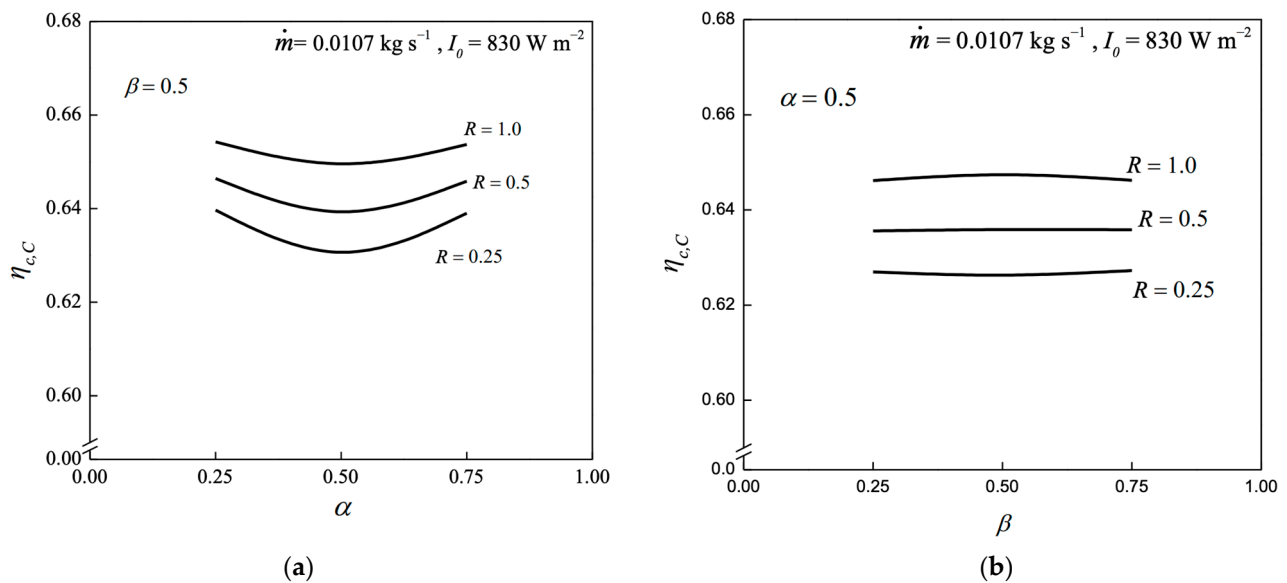 0.68
ṁ= 0.0107 kg s⁻¹ , I₀ = 830 W m⁻²
β = 0.5
0.66
R = 1.0
R = 0.5
0.64
R = 0.25
η_c,C
0.62
0.60
0.00
0.00 0.25 0.50 0.75 1.00
α
(a)
0.68
ṁ = 0.0107 kg s⁻¹ , I₀ = 830 W m⁻²
α = 0.5
0.66
R = 1.0
0.64
R = 0.5
η_c,C
R = 0.25
0.62
0.60
0.0
0.00 0.25 0.50 0.75 1.00
β
(b)